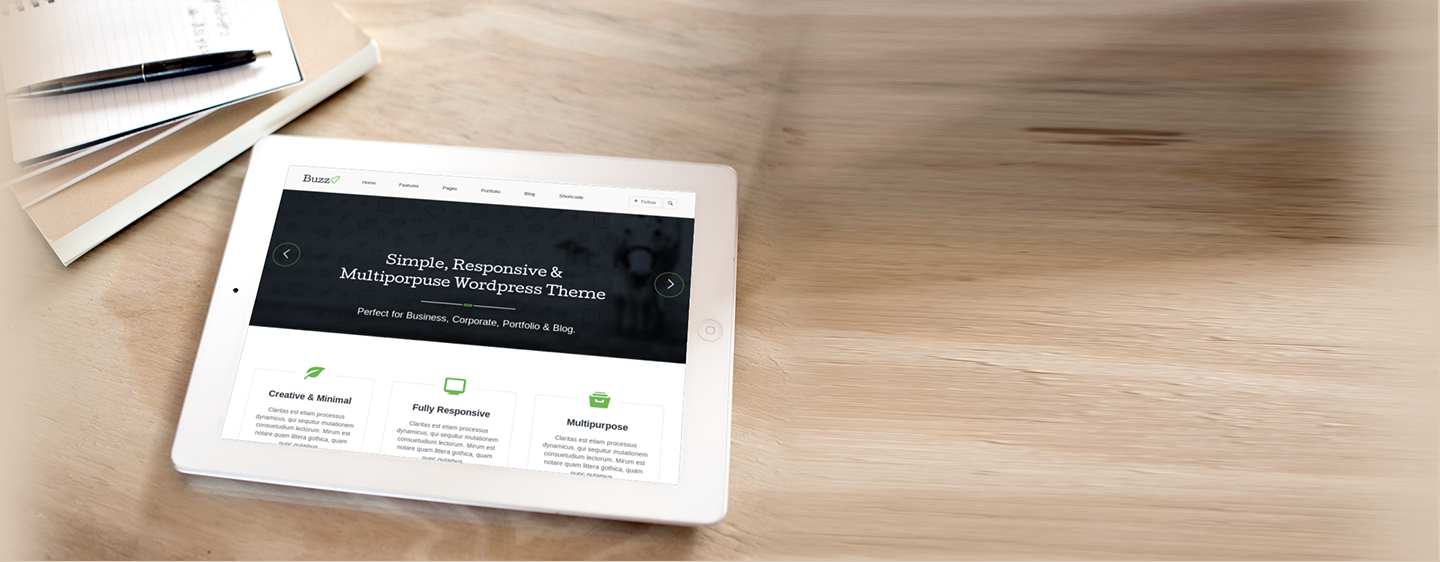 Buzz
Home Features Pages Portfolio Blog Shortcode
Follow
Simple, Responsive &
Multiporpuse Wordpress Theme
Perfect for Business, Corporate, Portfolio & Blog.
Creative & Minimal
Claritas est etiam processus
dynamicus, qui sequitur mutationem
consuetudium lectorum. Mirum est
notare quam littera gothica, quam
nunc putamus
Fully Responsive
Claritas est etiam processus
dynamicus, qui sequitur mutationem
consuetudium lectorum. Mirum est
notare quam littera gothica, quam
nunc putamus
Multipurpose
Claritas est etiam processus
dynamicus, qui sequitur mutationem
consuetudium lectorum. Mirum est
notare quam littera gothica, quam
nunc putamus